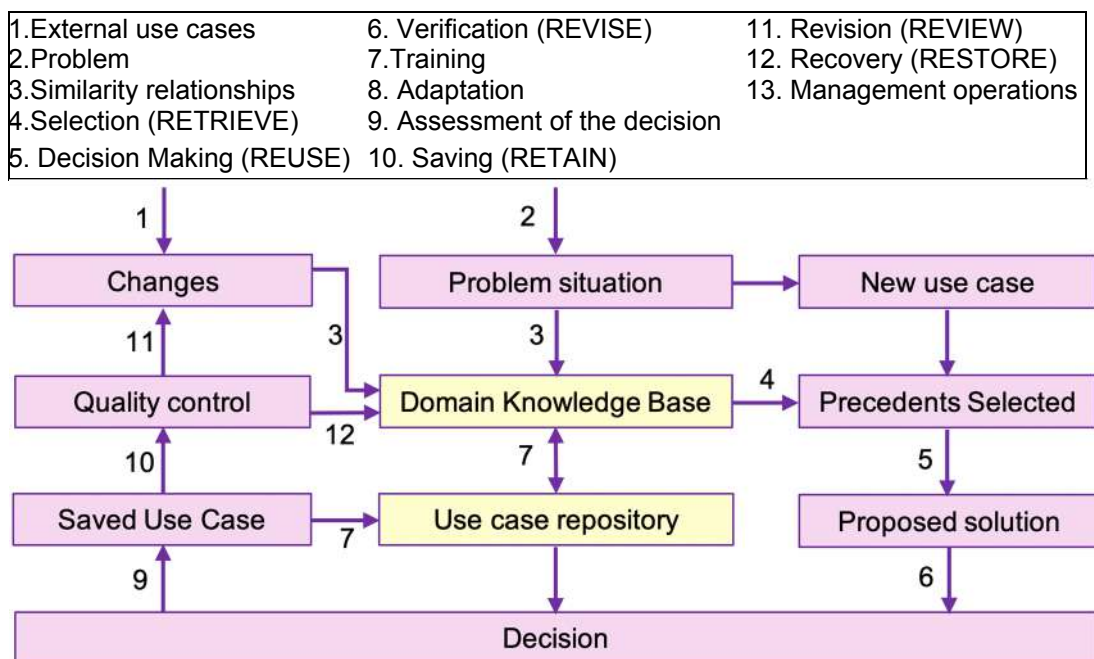 1.External use cases 6. Verification (REVISE) 11. Revision (REVIEW)
2.Problem 7.Training 12. Recovery (RESTORE)
3.Similarity relationships 8. Adaptation 13. Management operations
4.Selection (RETRIEVE) 9. Assessment of the decision
5. Decision Making (REUSE) 10. Saving (RETAIN)
1 2
Changes Problem situation New use case
11 3 3
Quality control Domain Knowledge Base 4 Precedents Selected
12
10 7 5
Saved Use Case 7 Use case repository Proposed solution
9 6
Decision